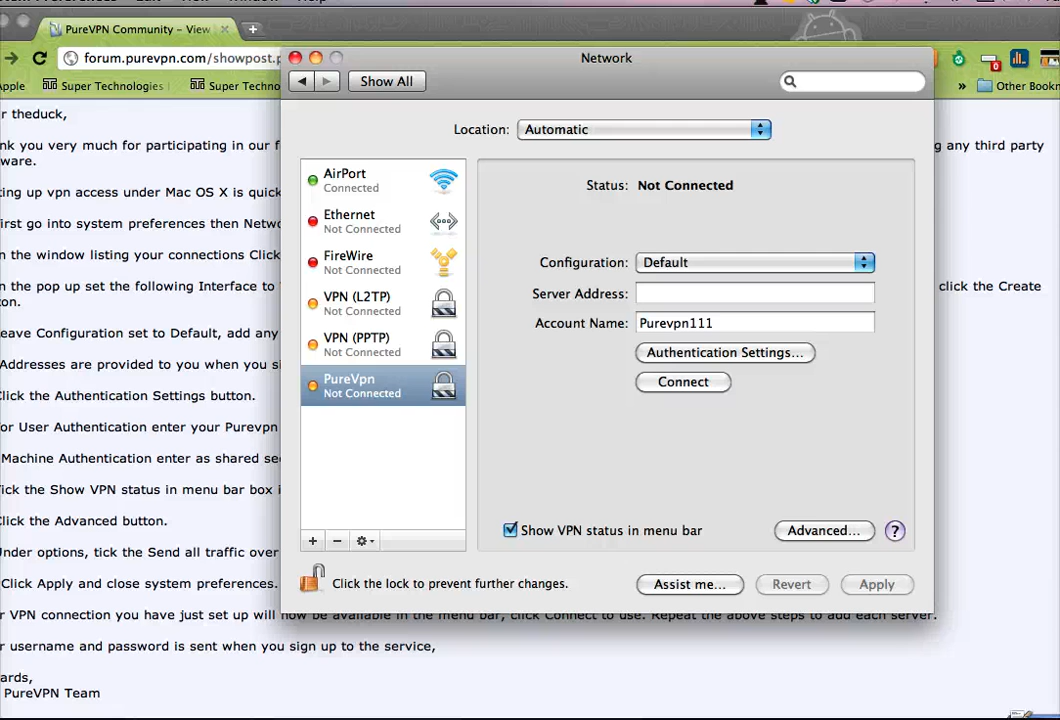 Help
PureVPN Community - View
forum.purevpn.com/showpost.p
Network
Apple
Super Technologies
Super Techno
Show All
»
Other Bookm
r theduck,
Location: Automatic
nk you very much for participating in our f
g any third party
ware.
AirPort
Connected
Status: Not Connected
ting up vpn access under Mac OS X is quick
Ethernet
Not Connected
First go into system preferences then Netwo
n the window listing your connections Click
FireWire
Not Connected
Configuration: Default
n the pop up set the following Interface to
click the Create
on.
VPN (L2TP)
Not Connected
Server Address:
Account Name: Purevpn111
eave Configuration set to Default, add any
VPN (PPTP)
Not Connected
Authentication Settings...
Addresses are provided to you when you si
PureVpn
Not Connected
Connect
Click the Authentication Settings button.
or User Authentication enter your Purevpn
Machine Authentication enter as shared sec
Tick the Show VPN status in menu bar box i
Click the Advanced button.
Show VPN status in menu bar
Advanced...
?
Under options, tick the Send all traffic over
Click Apply and close system preferences.
Click the lock to prevent further changes.
Assist me...
Revert
Apply
r VPN connection you have just set up will now be available in the menu bar, click Connect to use. Repeat the above steps to add each server.
r username and password is sent when you sign up to the service,
ards,
PureVPN Team